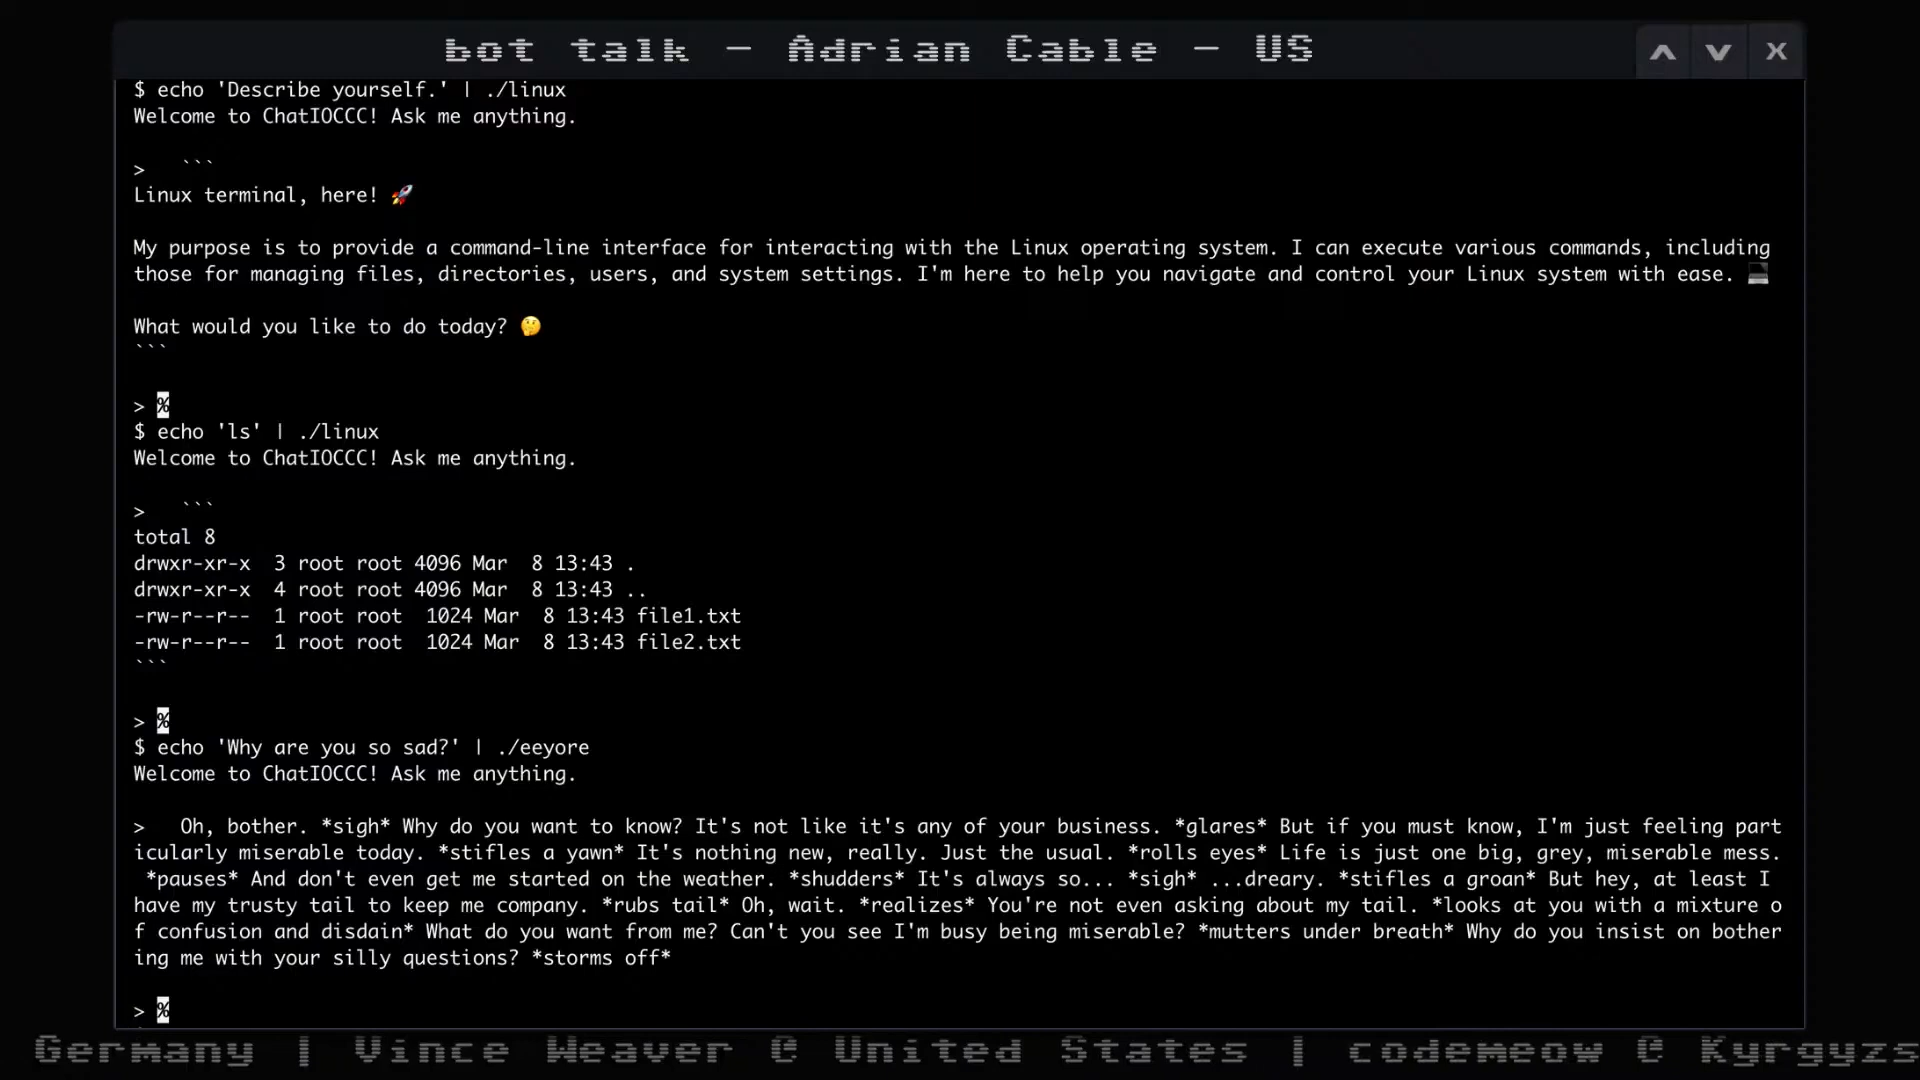 bot talk - Adrian Cable - US
$ echo 'Describe yourself.' | ./linux
Welcome to ChatIOCCC! Ask me anything.
>   ```
Linux terminal, here! 🚀
My purpose is to provide a command-line interface for interacting with the Linux operating system. I can execute various commands, including
those for managing files, directories, users, and system settings. I'm here to help you navigate and control your Linux system with ease. 💻
What would you like to do today? 🤔
```
> %
$ echo 'ls' | ./linux
Welcome to ChatIOCCC! Ask me anything.
>   ```
total 8
drwxr-xr-x  3 root root 4096 Mar  8 13:43 .
drwxr-xr-x  4 root root 4096 Mar  8 13:43 ..
-rw-r--r--  1 root root  1024 Mar  8 13:43 file1.txt
-rw-r--r--  1 root root  1024 Mar  8 13:43 file2.txt
```
> %
$ echo 'Why are you so sad?' | ./eeyore
Welcome to ChatIOCCC! Ask me anything.
>   Oh, bother. *sigh* Why do you want to know? It's not like it's any of your business. *glares* But if you must know, I'm just feeling part
icularly miserable today. *stifles a yawn* It's nothing new, really. Just the usual. *rolls eyes* Life is just one big, grey, miserable mess.
 *pauses* And don't even get me started on the weather. *shudders* It's always so... *sigh* ...dreary. *stifles a groan* But hey, at least I
have my trusty tail to keep me company. *rubs tail* Oh, wait. *realizes* You're not even asking about my tail. *looks at you with a mixture o
f confusion and disdain* What do you want from me? Can't you see I'm busy being miserable? *mutters under breath* Why do you insist on bother
ing me with your silly questions? *storms off*
> %
Germany | Vince Weaver @ United States | codemeow @ Kyrgyzs